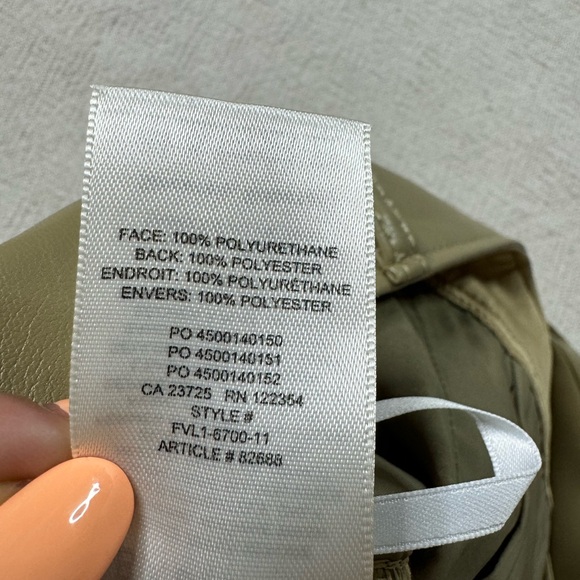 FACE: 100% POLYURETHANE
BACK: 100% POLYESTER
ENDROIT: 100% POLYURÉTHANE
ENVERS: 100% POLYESTER
PO 4500140150
PO 4500140151
PO 4500140152
CA 23725 RN 122354
STYLE #
FVL1-6700-11
ARTICLE # 82688